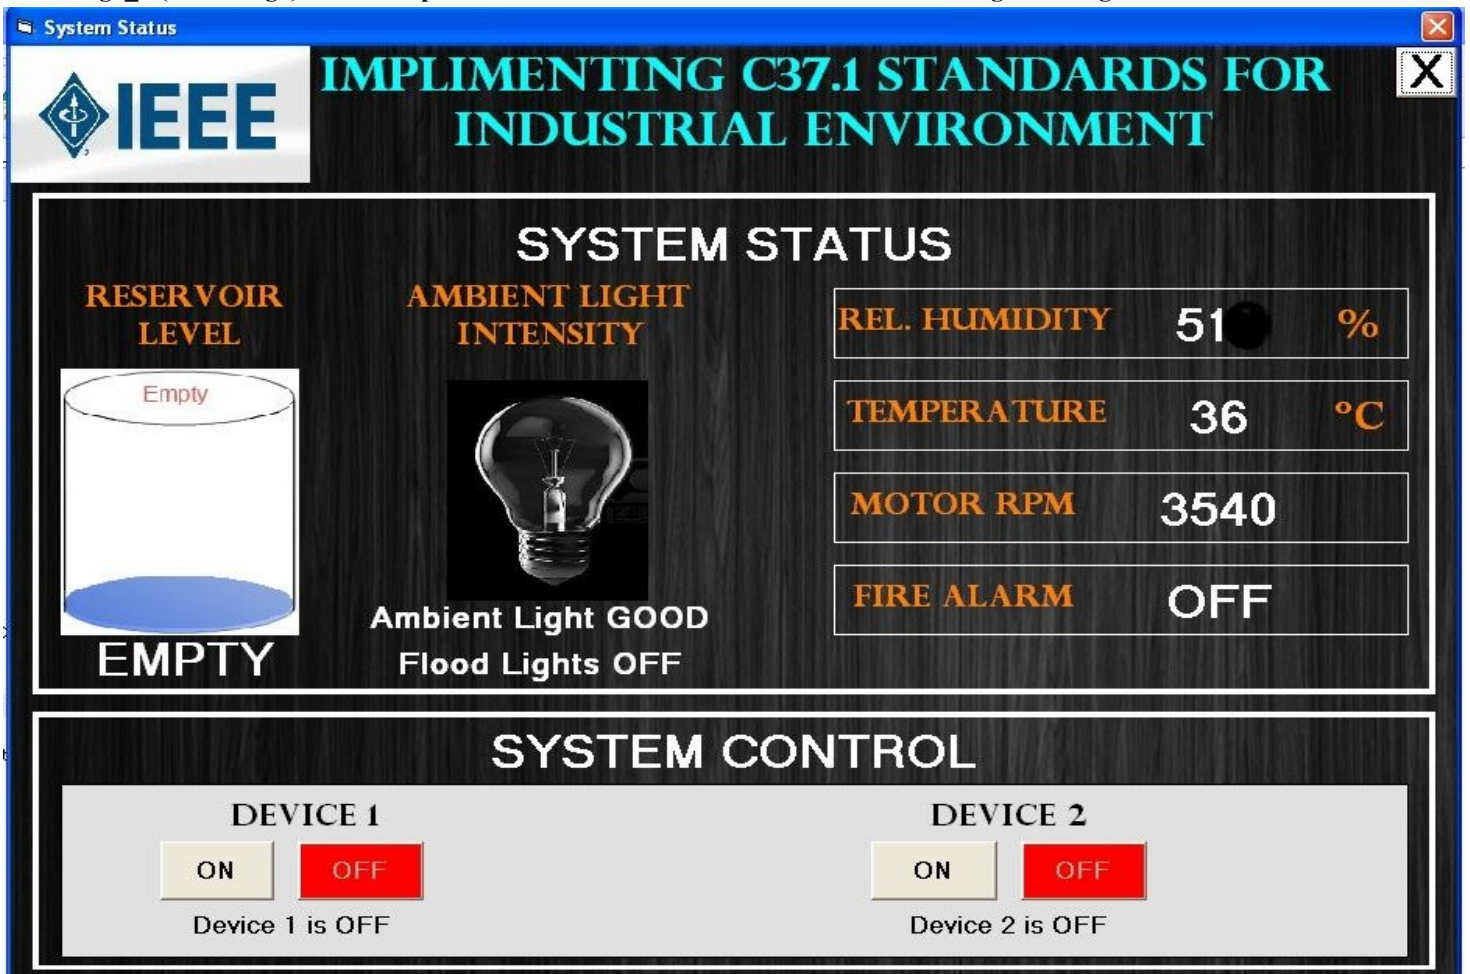 System Status
IEEE
IMPLIMENTING C37.1 STANDARDS FOR
INDUSTRIAL ENVIRONMENT
X
SYSTEM STATUS
RESERVOIR
LEVEL
Empty
EMPTY
AMBIENT LIGHT
INTENSITY
Ambient Light GOOD
Flood Lights OFF
REL. HUMIDITY 51 %
TEMPERATURE 36 °C
MOTOR RPM 3540
FIRE ALARM OFF
SYSTEM CONTROL
DEVICE 1
ON OFF
Device 1 is OFF
DEVICE 2
ON OFF
Device 2 is OFF